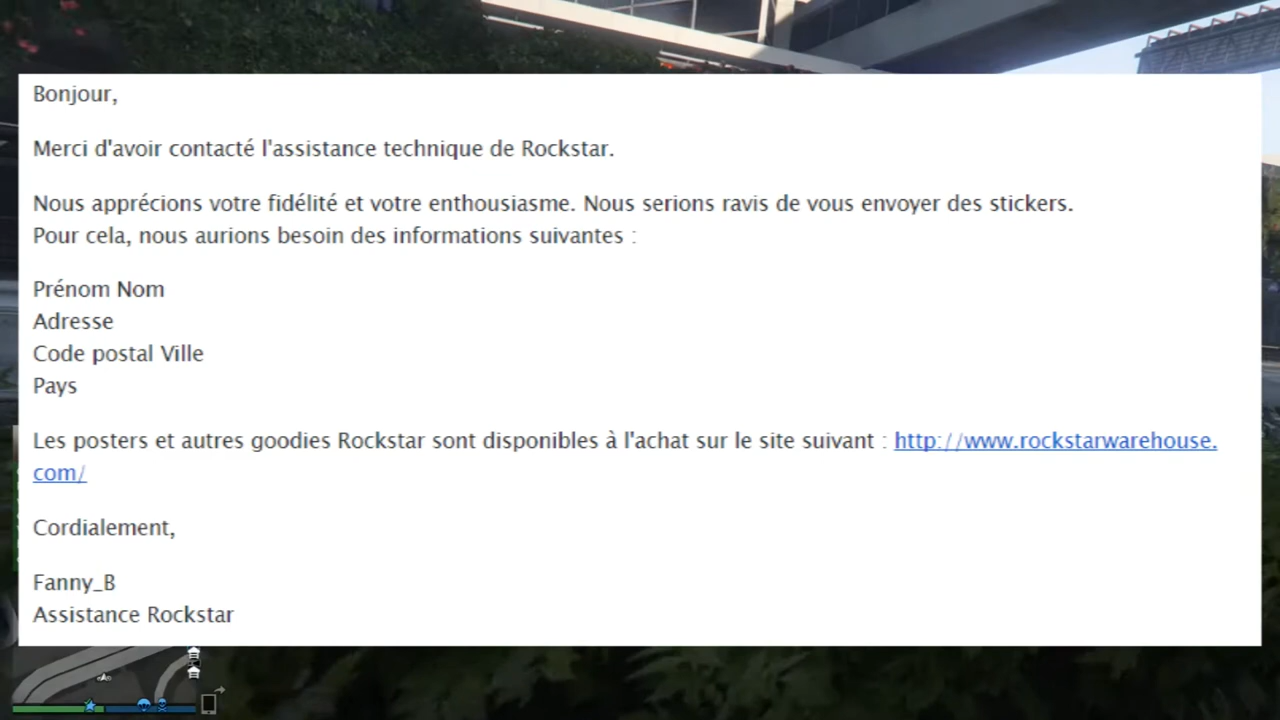 Bonjour,
Merci d'avoir contacté l'assistance technique de Rockstar.
Nous apprécions votre fidélité et votre enthousiasme. Nous serions ravis de vous envoyer des stickers.
Pour cela, nous aurions besoin des informations suivantes :
Prénom Nom
Adresse
Code postal Ville
Pays
Les posters et autres goodies Rockstar sont disponibles à l'achat sur le site suivant : http://www.rockstarwarehouse.
com/
Cordialement,
Fanny_B
Assistance Rockstar